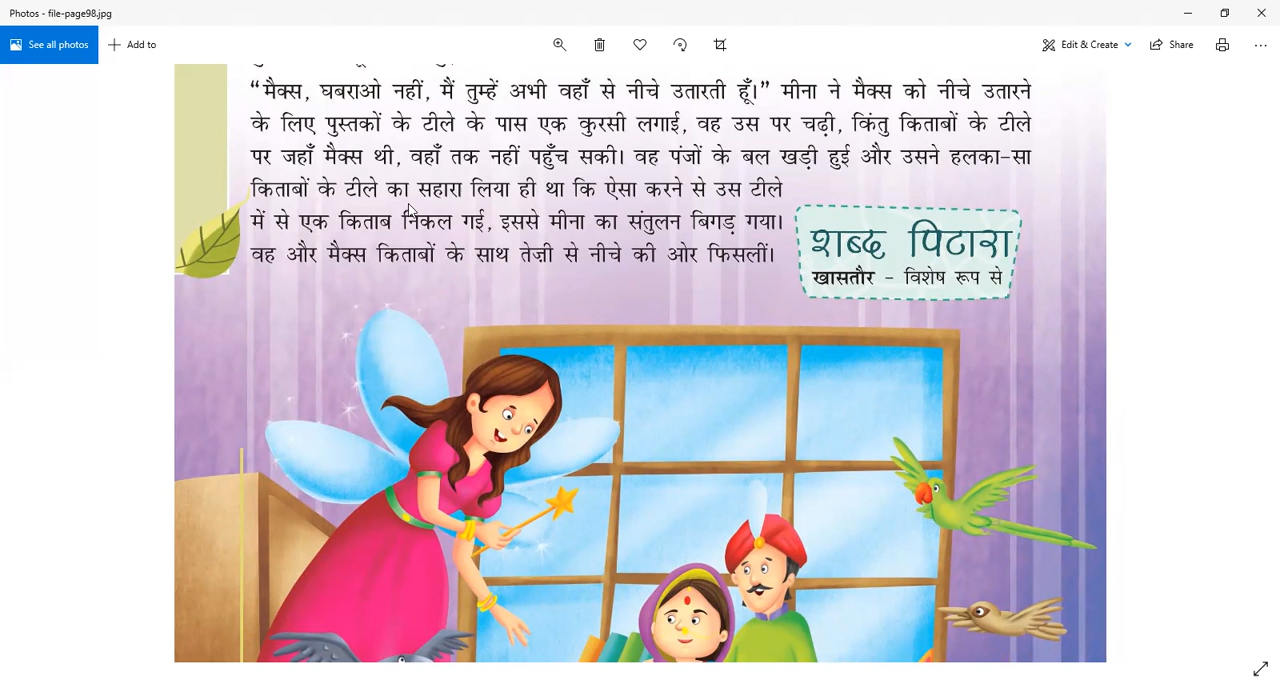 Photos - file-page98.jpg
See all photos
Add to
Edit & Create
Share
“मैक्स, घबराओ नहीं, मैं तुम्हें अभी वहाँ से नीचे उतारती हूँ।” मीना ने मैक्स को नीचे उतारने
के लिए पुस्तकों के टीले के पास एक कुरसी लगाई, वह उस पर चढ़ी, किंतु किताबों के टीले
पर जहाँ मैक्स थी, वहाँ तक नहीं पहुँच सकी। वह पंजों के बल खड़ी हुई और उसने हलका-सा
किताबों के टीले का सहारा लिया ही था कि ऐसा करने से उस टीले
में से एक किताब निकल गई, इससे मीना का संतुलन बिगड़ गया।
वह और मैक्स किताबों के साथ तेज़ी से नीचे की ओर फिसलीं।
शब्द पिटारा
खासतौर - विशेष रूप से